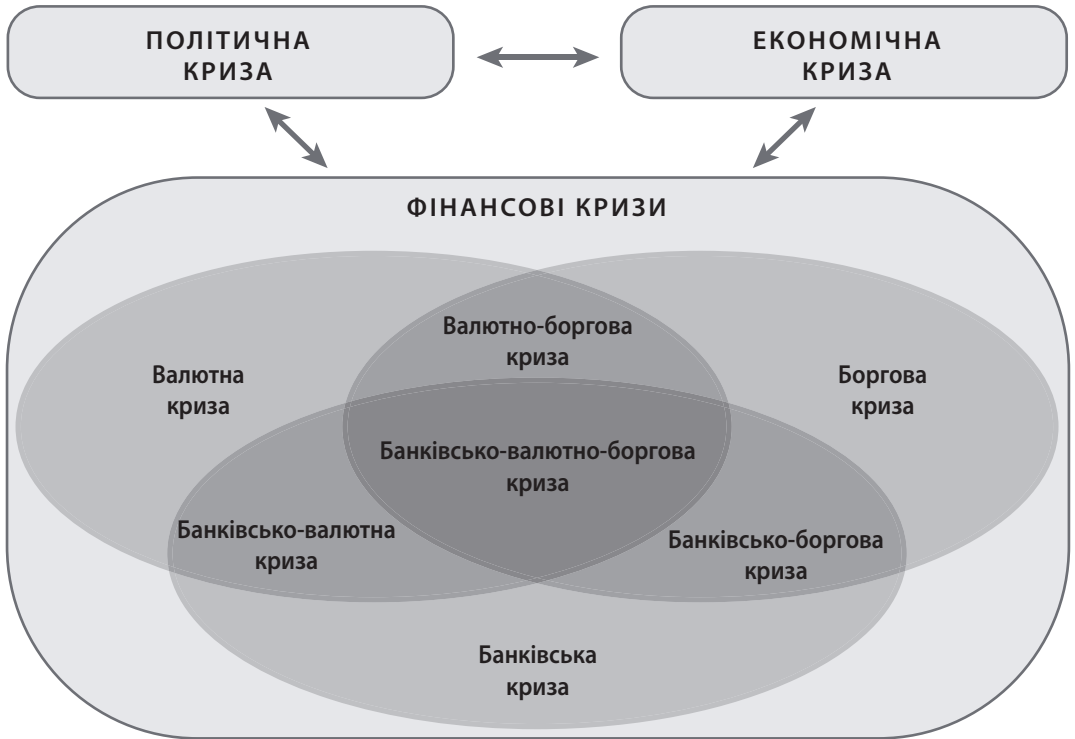 ПОЛІТИЧНА
КРИЗА
ЕКОНОМІЧНА
КРИЗА
ФІНАНСОВІ КРИЗИ
Валютно-боргова
криза
Валютна
криза
Боргова
криза
Банківсько-валютно-боргова
криза
Банківсько-валютна
криза
Банківсько-боргова
криза
Банківська
криза